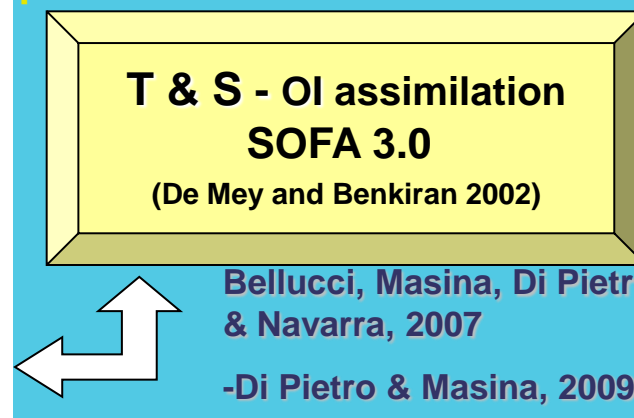 T & S - OI assimilation
SOFA 3.0
(De Mey and Benkiran 2002)
Bellucci, Masina, Di Pietr
& Navarra, 2007
-Di Pietro & Masina, 2009